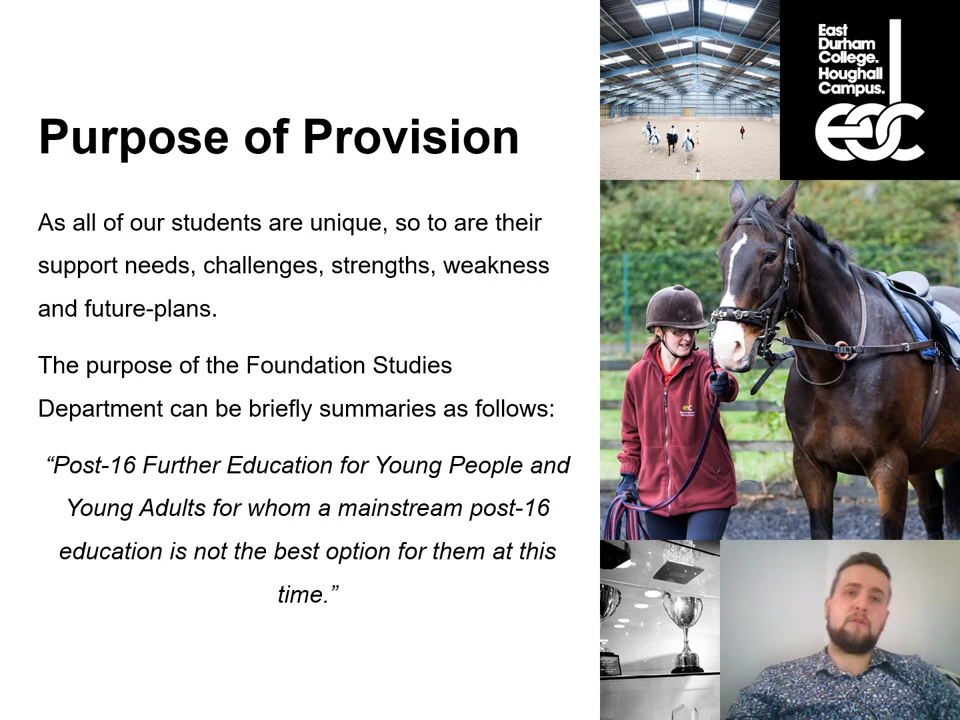 Purpose of Provision
As all of our students are unique, so to are their
support needs, challenges, strengths, weakness
and future-plans.
The purpose of the Foundation Studies
Department can be briefly summaries as follows:
“Post-16 Further Education for Young People and
Young Adults for whom a mainstream post-16
education is not the best option for them at this
time.”
East
Durham
College.
Houghall
Campus.
edc
edc